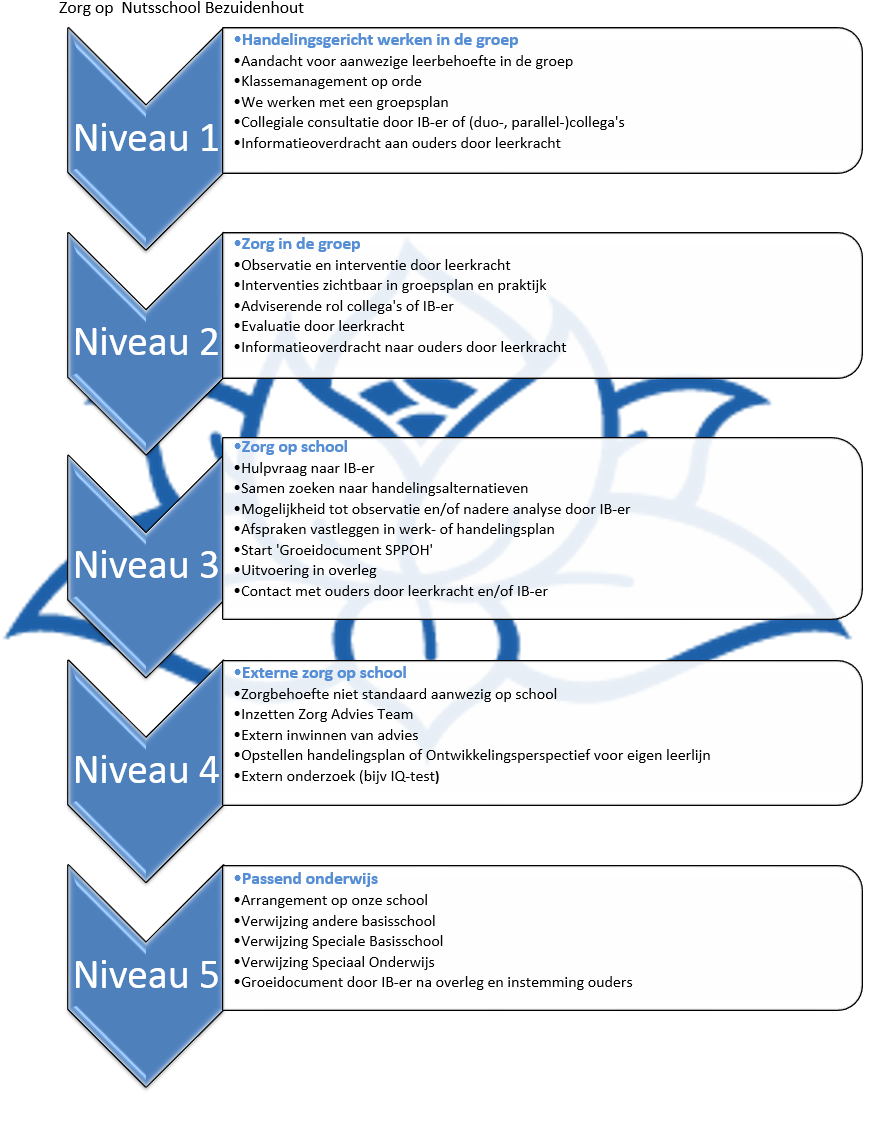 Zorg op  Nutsschool Bezuidenhout
Niveau 1
•Handelingsgericht werken in de groep
•Aandacht voor aanwezige leerbehoefte in de groep
•Klassemanagement op orde
•We werken met een groepsplan
•Collegiale consultatie door IB-er of (duo-, parallel-)collega's
•Informatieoverdracht aan ouders door leerkracht
Niveau 2
•Zorg in de groep
•Observatie en interventie door leerkracht
•Interventies zichtbaar in groepsplan en praktijk
•Adviserende rol collega's of IB-er
•Evaluatie door leerkracht
•Informatieoverdracht naar ouders door leerkracht
Niveau 3
•Zorg op school
•Hulpvraag naar IB-er
•Samen zoeken naar handelingsalternatieven
•Mogelijkheid tot observatie en/of nadere analyse door IB-er
•Afspraken vastleggen in werk- of handelingsplan
•Start 'Groeidocument SPPOH'
•Uitvoering in overleg
•Contact met ouders door leerkracht en/of IB-er
Niveau 4
•Externe zorg op school
•Zorgbehoefte niet standaard aanwezig op school
•Inzetten Zorg Advies Team
•Extern inwinnen van advies
•Opstellen handelingsplan of Ontwikkelingsperspectief voor eigen leerlijn
•Extern onderzoek (bijv IQ-test)
Niveau 5
•Passend onderwijs
•Arrangement op onze school
•Verwijzing andere basisschool
•Verwijzing Speciale Basisschool
•Verwijzing Speciaal Onderwijs
•Groeidocument door IB-er na overleg en instemming ouders